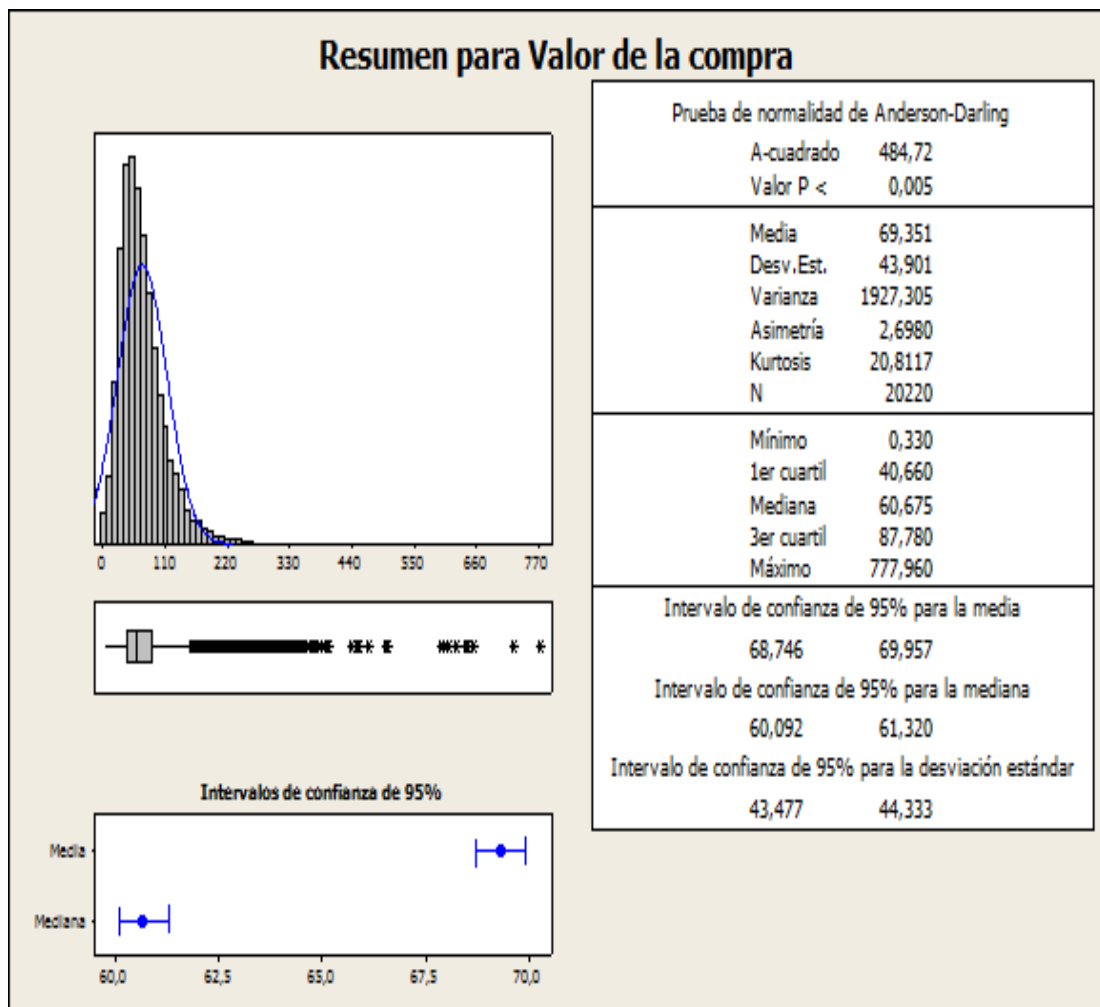 Resumen para Valor de la compra
0 110 220 330 440 550 660 770
Intervalos de confianza de 95%
Media
Mediana
60,0 62,5 65,0 67,5 70,0
Prueba de normalidad de Anderson-Darling
A-cuadrado 484,72
Valor P < 0,005
Media 69,351
Desv.Est. 43,901
Varianza 1927,305
Asimetría 2,6980
Kurtosis 20,8117
N 20220
Mínimo 0,330
1er cuartil 40,660
Mediana 60,675
3er cuartil 87,780
Máximo 777,960
Intervalo de confianza de 95% para la media
68,746 69,957
Intervalo de confianza de 95% para la mediana
60,092 61,320
Intervalo de confianza de 95% para la desviación estándar
43,477 44,333